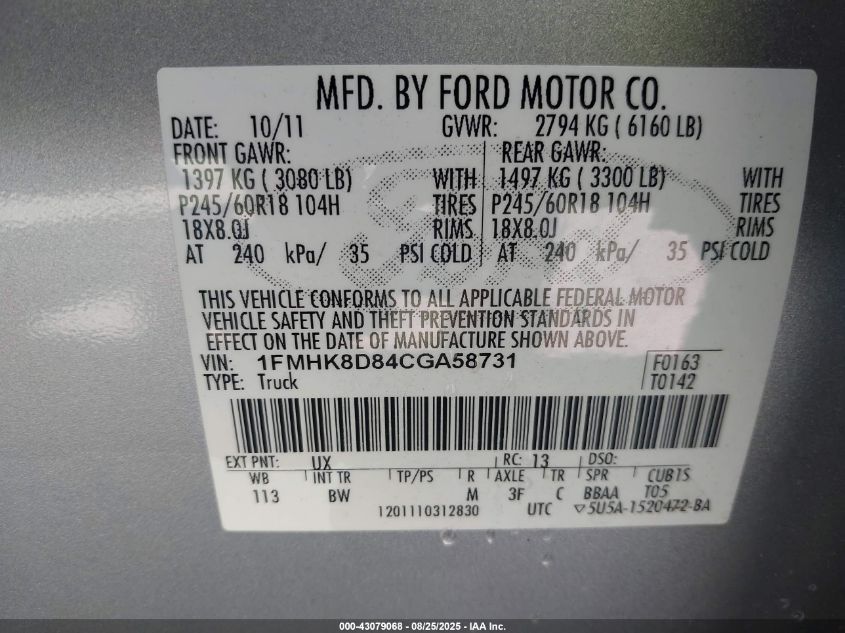 MFD. BY FORD MOTOR CO.
DATE: 10/11 GVWR: 2794 KG ( 6160 LB)
FRONT GAWR: REAR GAWR:
1397 KG ( 3080 LB) WITH 1497 KG ( 3300 LB) WITH
P245/60R18 104H TIRES P245/60R18 104H TIRES
18X8.0J RIMS 18X8.0J RIMS
AT 240 kPa/ 35 PSI COLD AT 240 kPa/ 35 PSI COLD
THIS VEHICLE CONFORMS TO ALL APPLICABLE FEDERAL MOTOR
VEHICLE SAFETY AND THEFT PREVENTION STANDARDS IN
EFFECT ON THE DATE OF MANUFACTURE SHOWN ABOVE.
VIN: 1FMHK8D84CGA58731 F0163
TYPE: Truck T0142
EXT PNT: UX RC: 13 DSO:
WB INT TR TP/PS R AXLE TR SPR CUB1S
113 BW M 3F C BBAA T05
1201110312830 UTC ▽5U5A-1520472-BA
000-43079068 - 08/25/2025 - IAA Inc.